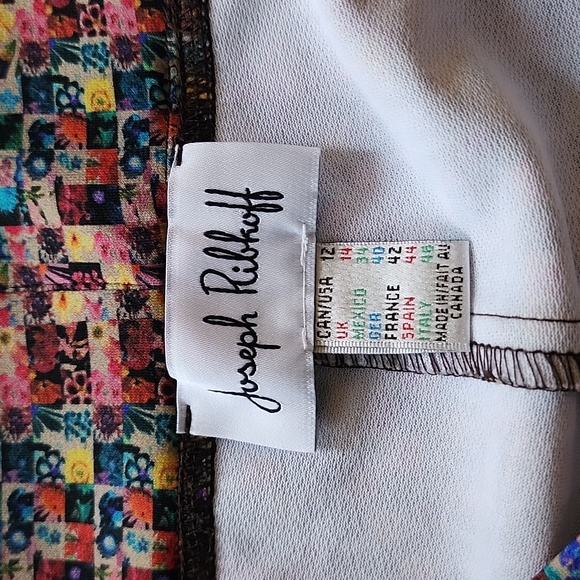 Joseph Ribkoff
CAN/USA 12
UK 14
MEXICO 34
GER 40
FRANCE 42
SPAIN 44
ITALY 46
MADE IN/FAIT AU
CANADA